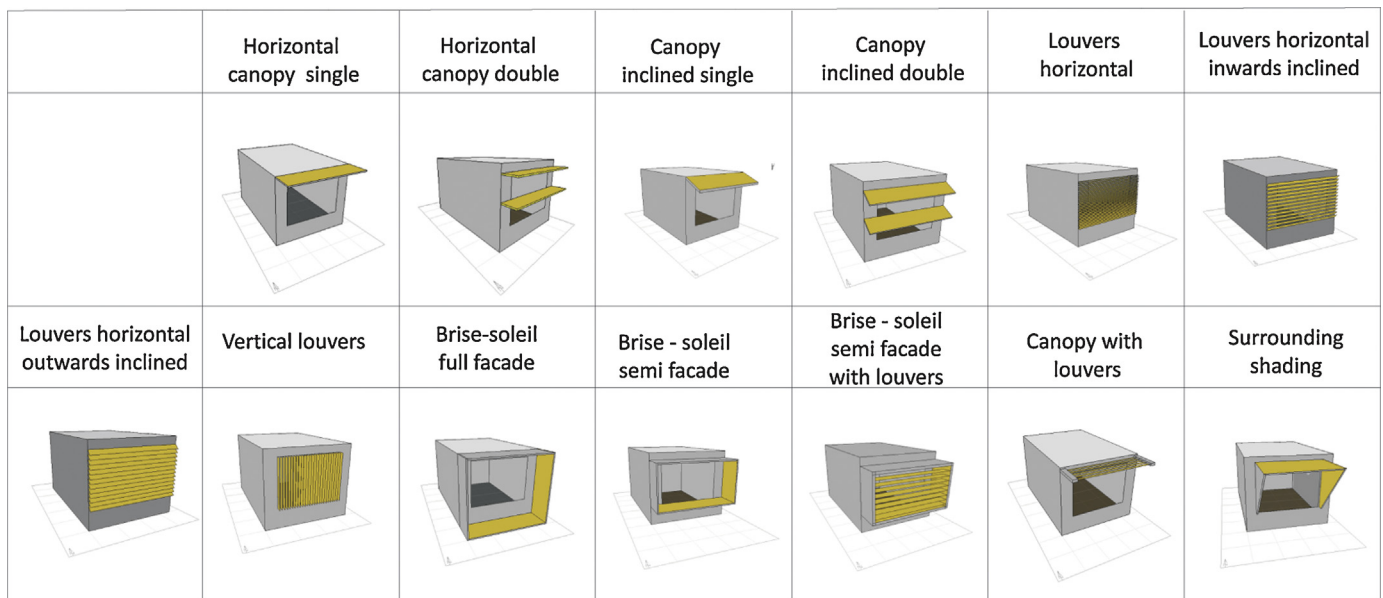 Horizontal
canopy single
Horizontal
canopy double
Canopy
inclined single
Canopy
inclined double
Louvers
horizontal
Louvers horizontal
inwards inclined
Louvers horizontal
outwards inclined
Vertical louvers
Brise-soleil
full facade
Brise - soleil
semi facade
Brise - soleil
semi facade
with louvers
Canopy with
louvers
Surrounding
shading